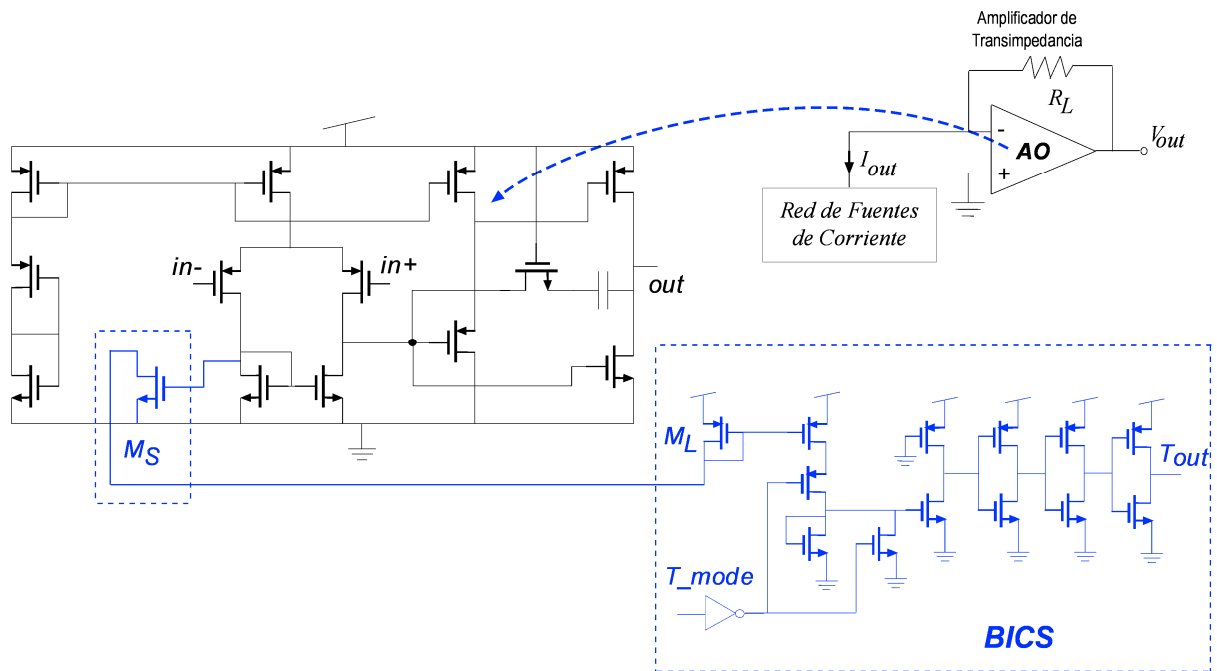 Amplificador de
Transimpedancia
R_L
-
AO
+
V_out
I_out
Red de Fuentes
de Corriente
in-
in+
out
M_S
M_L
T_out
T_mode
BICS